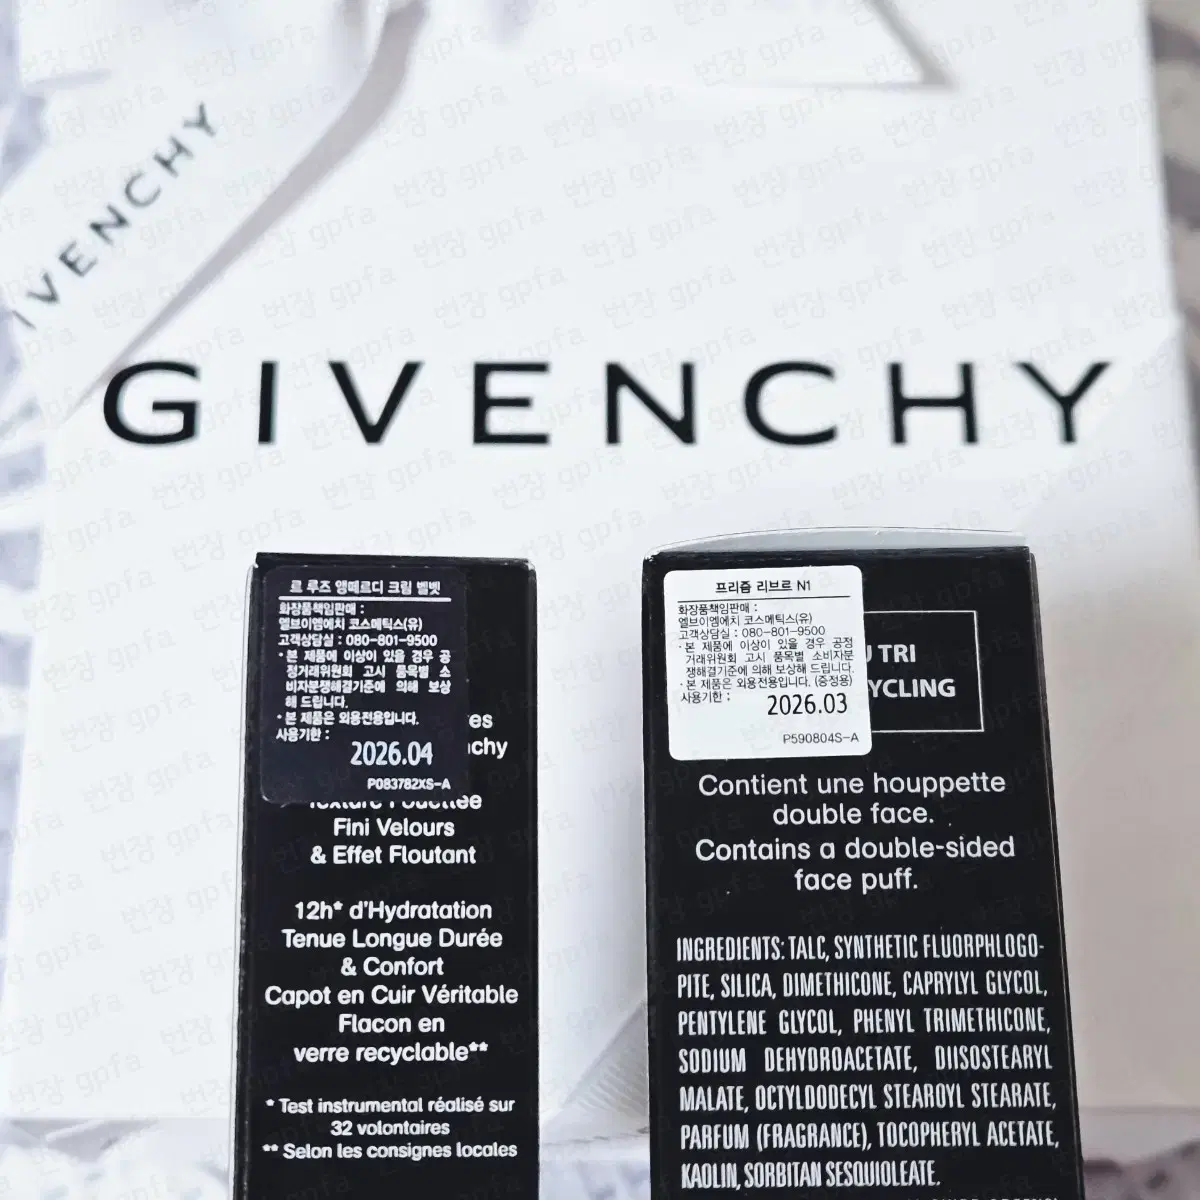 IVENCHY
GIVENCHY
르 루즈 앵떼르디 크림 벨벳
화장품책임판매 :
엘브이엠에치 코스메틱스(유)
고객상담실 : 080-801-9500
• 본 제품에 이상이 있을 경우 공
정거래위원회 고시 품목별 소
비자분쟁해결기준에 의해 보상
해 드립니다.
• 본 제품은 외용전용입니다.
사용기한 :
2026.04
P083782XS-A
es
chy
Texture Fouettée
Fini Velours
& Effet Floutant
12h* d'Hydratation
Tenue Longue Durée
& Confort
Capot en Cuir Véritable
Flacon en
verre recyclable**
* Test instrumental réalisé sur
32 volontaires
** Selon les consignes locales
프리즘 리브르 N1
화장품책임판매 :
엘브이엠에치 코스메틱스(유)
고객상담실 : 080-801-9500
• 본 제품에 이상이 있을 경우 공정
거래위원회 고시 품목별 소비자분
쟁해결기준에 의해 보상해 드립니다.
• 본 제품은 외용전용입니다. (증정용)
사용기한 :
2026.03
P590804S-A
U TRI
YCLING
Contient une houppette
double face.
Contains a double-sided
face puff.
INGREDIENTS: TALC, SYNTHETIC FLUORPHLOGO-
PITE, SILICA, DIMETHICONE, CAPRYLYL GLYCOL,
PENTYLENE GLYCOL, PHENYL TRIMETHICONE,
SODIUM DEHYDROACETATE, DIISOSTEARYL
MALATE, OCTYLDODECYL STEAROYL STEARATE,
PARFUM (FRAGRANCE), TOCOPHERYL ACETATE,
KAOLIN, SORBITAN SESQUIOLEATE.
번장 gpfa